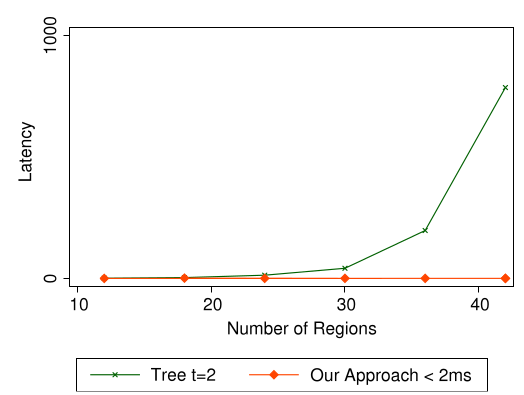 1000
Latency
0
10 20 30 40
Number of Regions
Tree t=2 Our Approach < 2ms